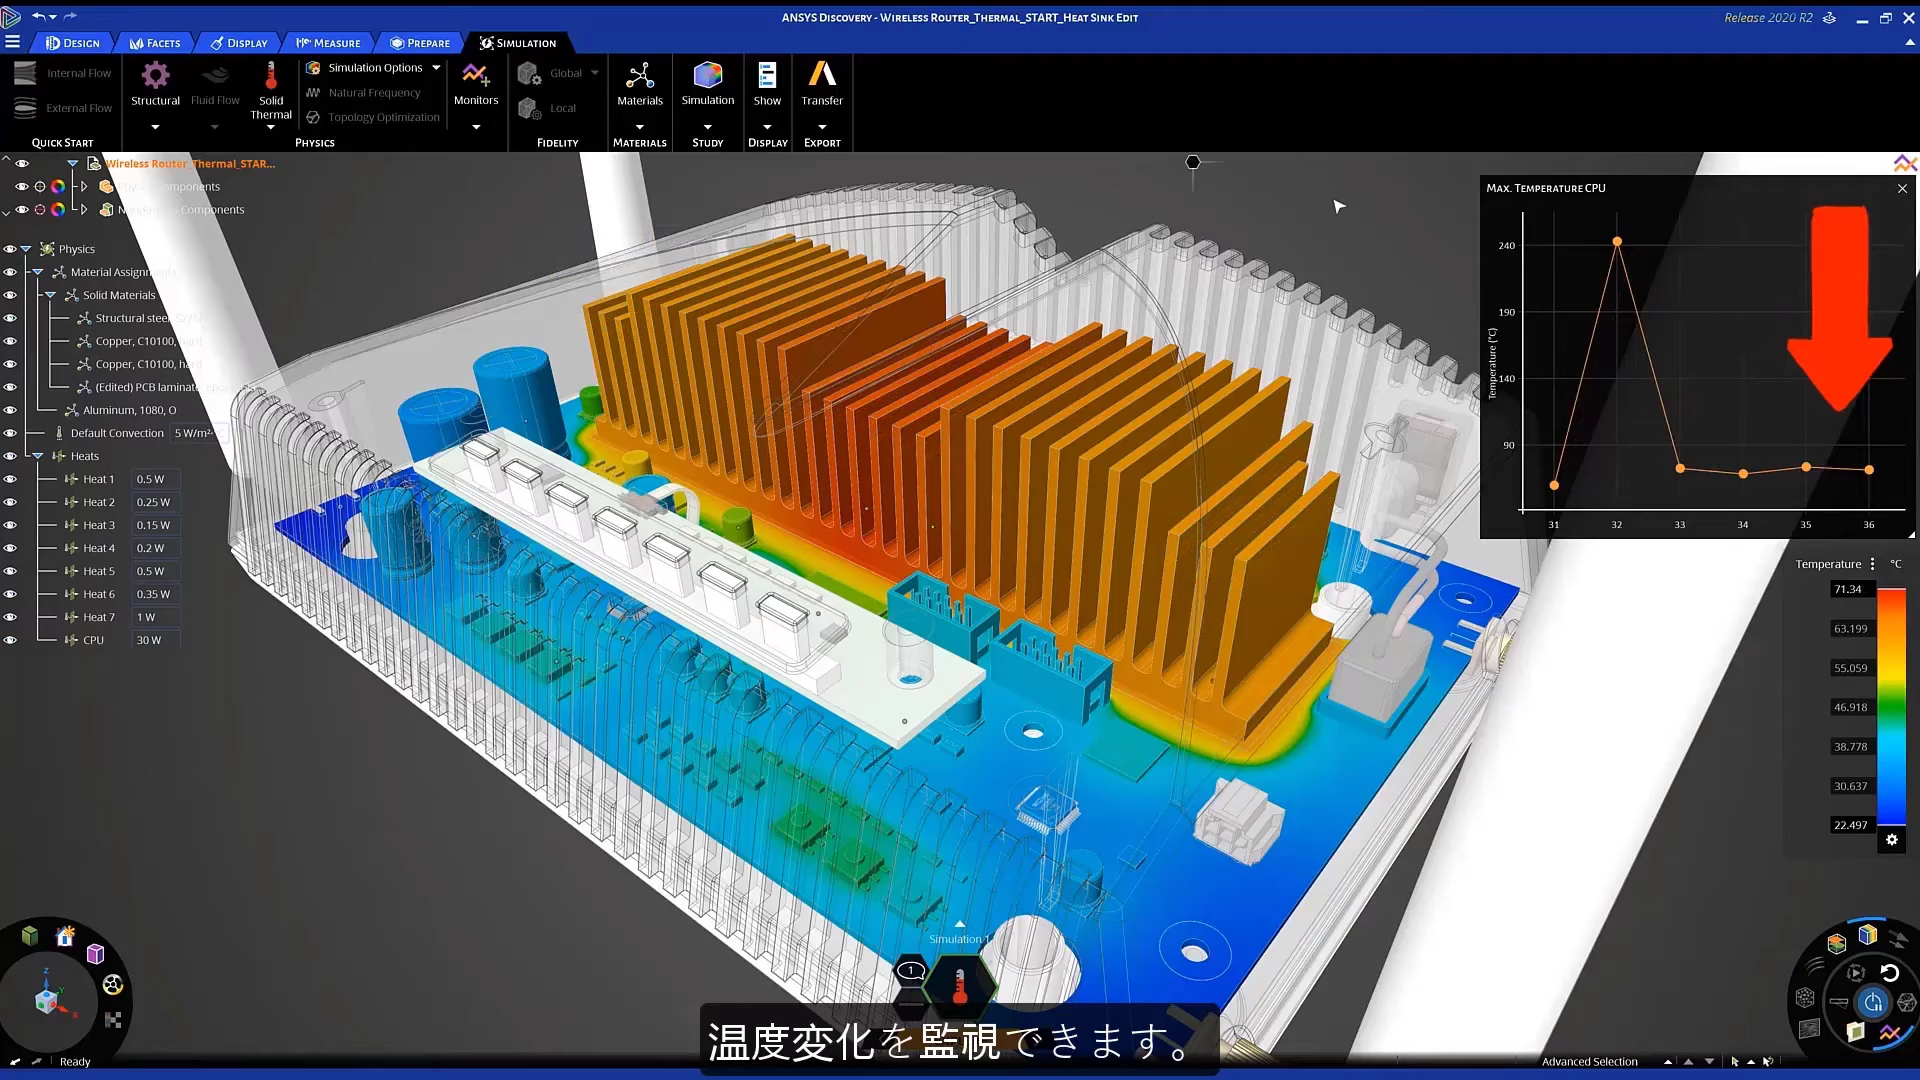 ANSYS Discovery - Wireless Router_Thermal_START_Heat Sink Edit
Release 2020 R2
Design
Facets
Display
Measure
Prepare
Simulation
Internal Flow
External Flow
Quick Start
Structural
Fluid Flow
Solid Thermal
Simulation Options
Natural Frequency
Topology Optimization
Physics
Monitors
Global
Local
Fidelity
Materials
Materials
Simulation
Study
Show
Display
Transfer
Export
Wireless Router_Thermal_STAR...
Components
Components
Physics
Material Assignm
Solid Materials
Structural steel
Copper, C10100, hard
Copper, C10100, hard
(Edited) PCB laminate
Aluminum, 1080, O
Default Convection 5 W/m²
Heats
Heat 1 0.5 W
Heat 2 0.25 W
Heat 3 0.15 W
Heat 4 0.2 W
Heat 5 0.5 W
Heat 6 0.35 W
Heat 7 1 W
CPU 30 W
Max. Temperature CPU
Temperature (°C)
240
190
140
90
31 32 33 34 35 36
Temperature °C
71.34
63.199
55.059
46.918
38.778
30.637
22.497
Simulation 1
1
Z
Y
X
温度変化を監視できます。
Ready
Advanced Selection